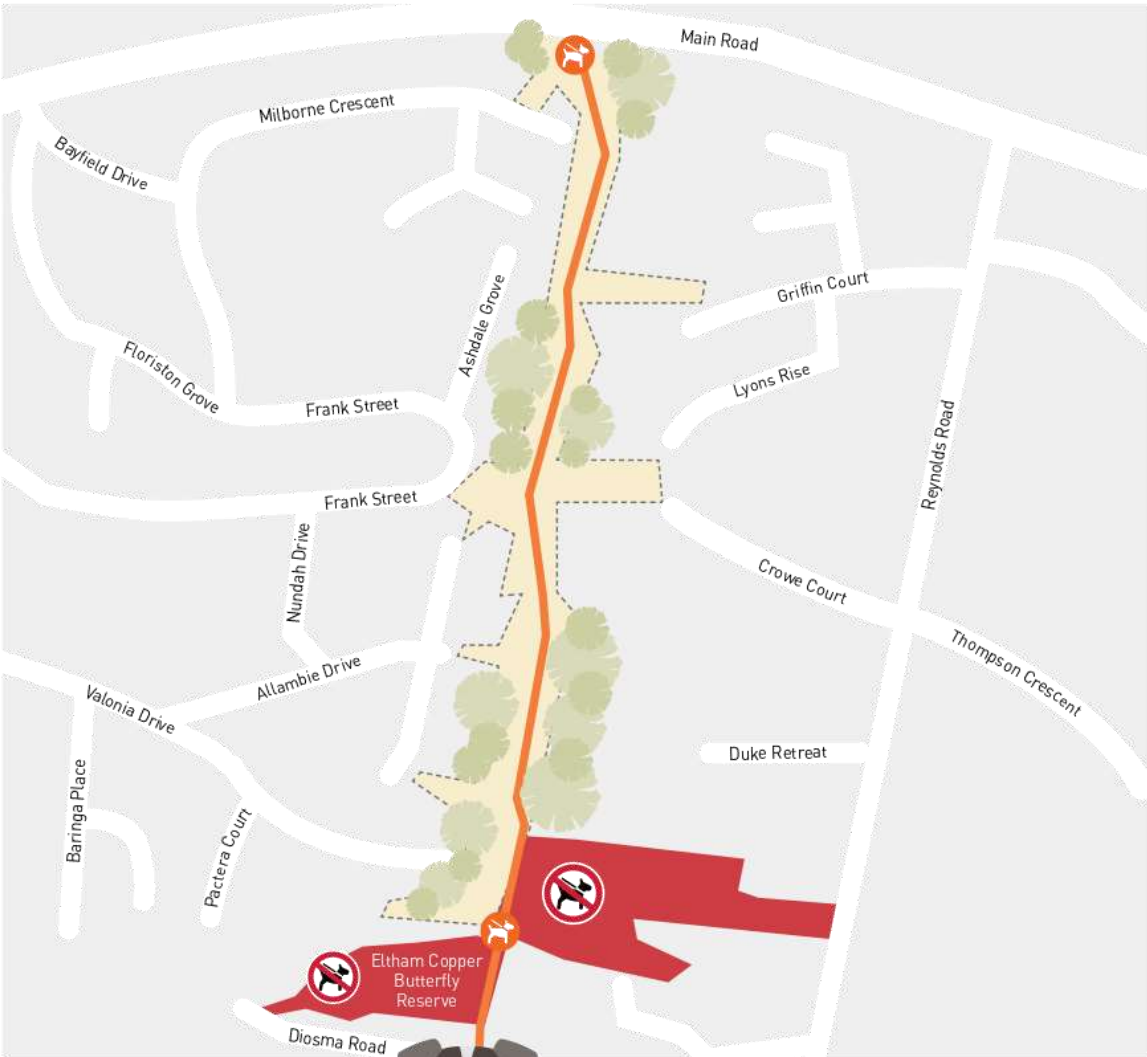 Main Road
Milborne Crescent
Bayfield Drive
Ashdale Grove
Griffin Court
Floriston Grove
Lyons Rise
Frank Street
Reynolds Road
Frank Street
Nundah Drive
Crowe Court
Thompson Crescent
Allambie Drive
Valonia Drive
Duke Retreat
Baringa Place
Pactera Court
Eltham Copper
Butterfly
Reserve
Diosma Road